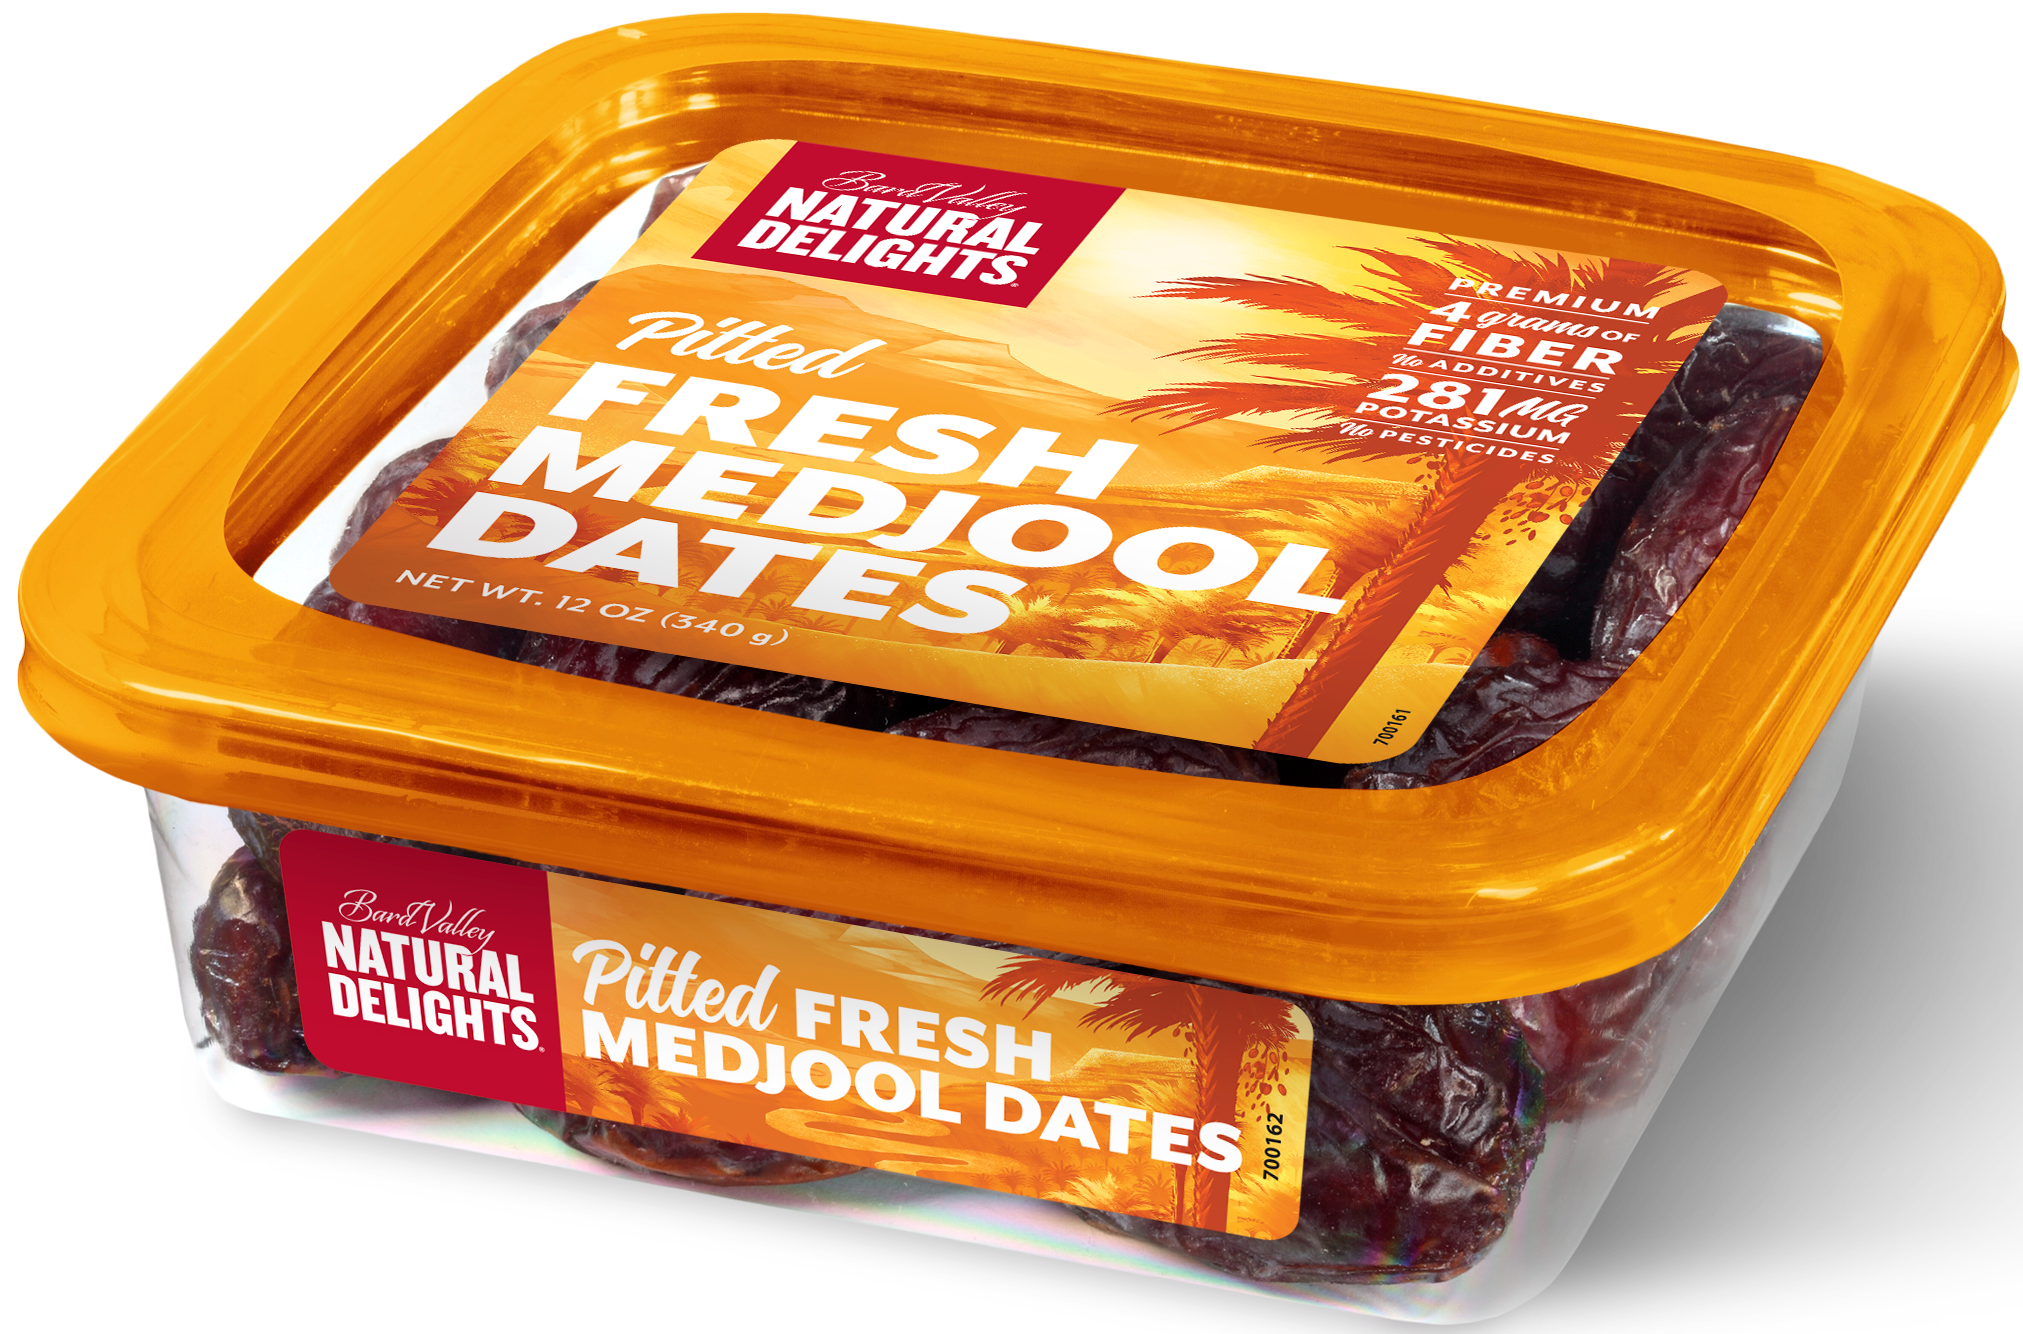 Bard Valley
NATURAL
DELIGHTS
Pitted
FRESH
MEDJOOL
DATES
NET WT. 12 OZ (340 g)
PREMIUM
4 grams OF
FIBER
No ADDITIVES
281MG
POTASSIUM
No PESTICIDES
700161
Bard Valley
NATURAL
DELIGHTS
Pitted FRESH
MEDJOOL DATES
700162